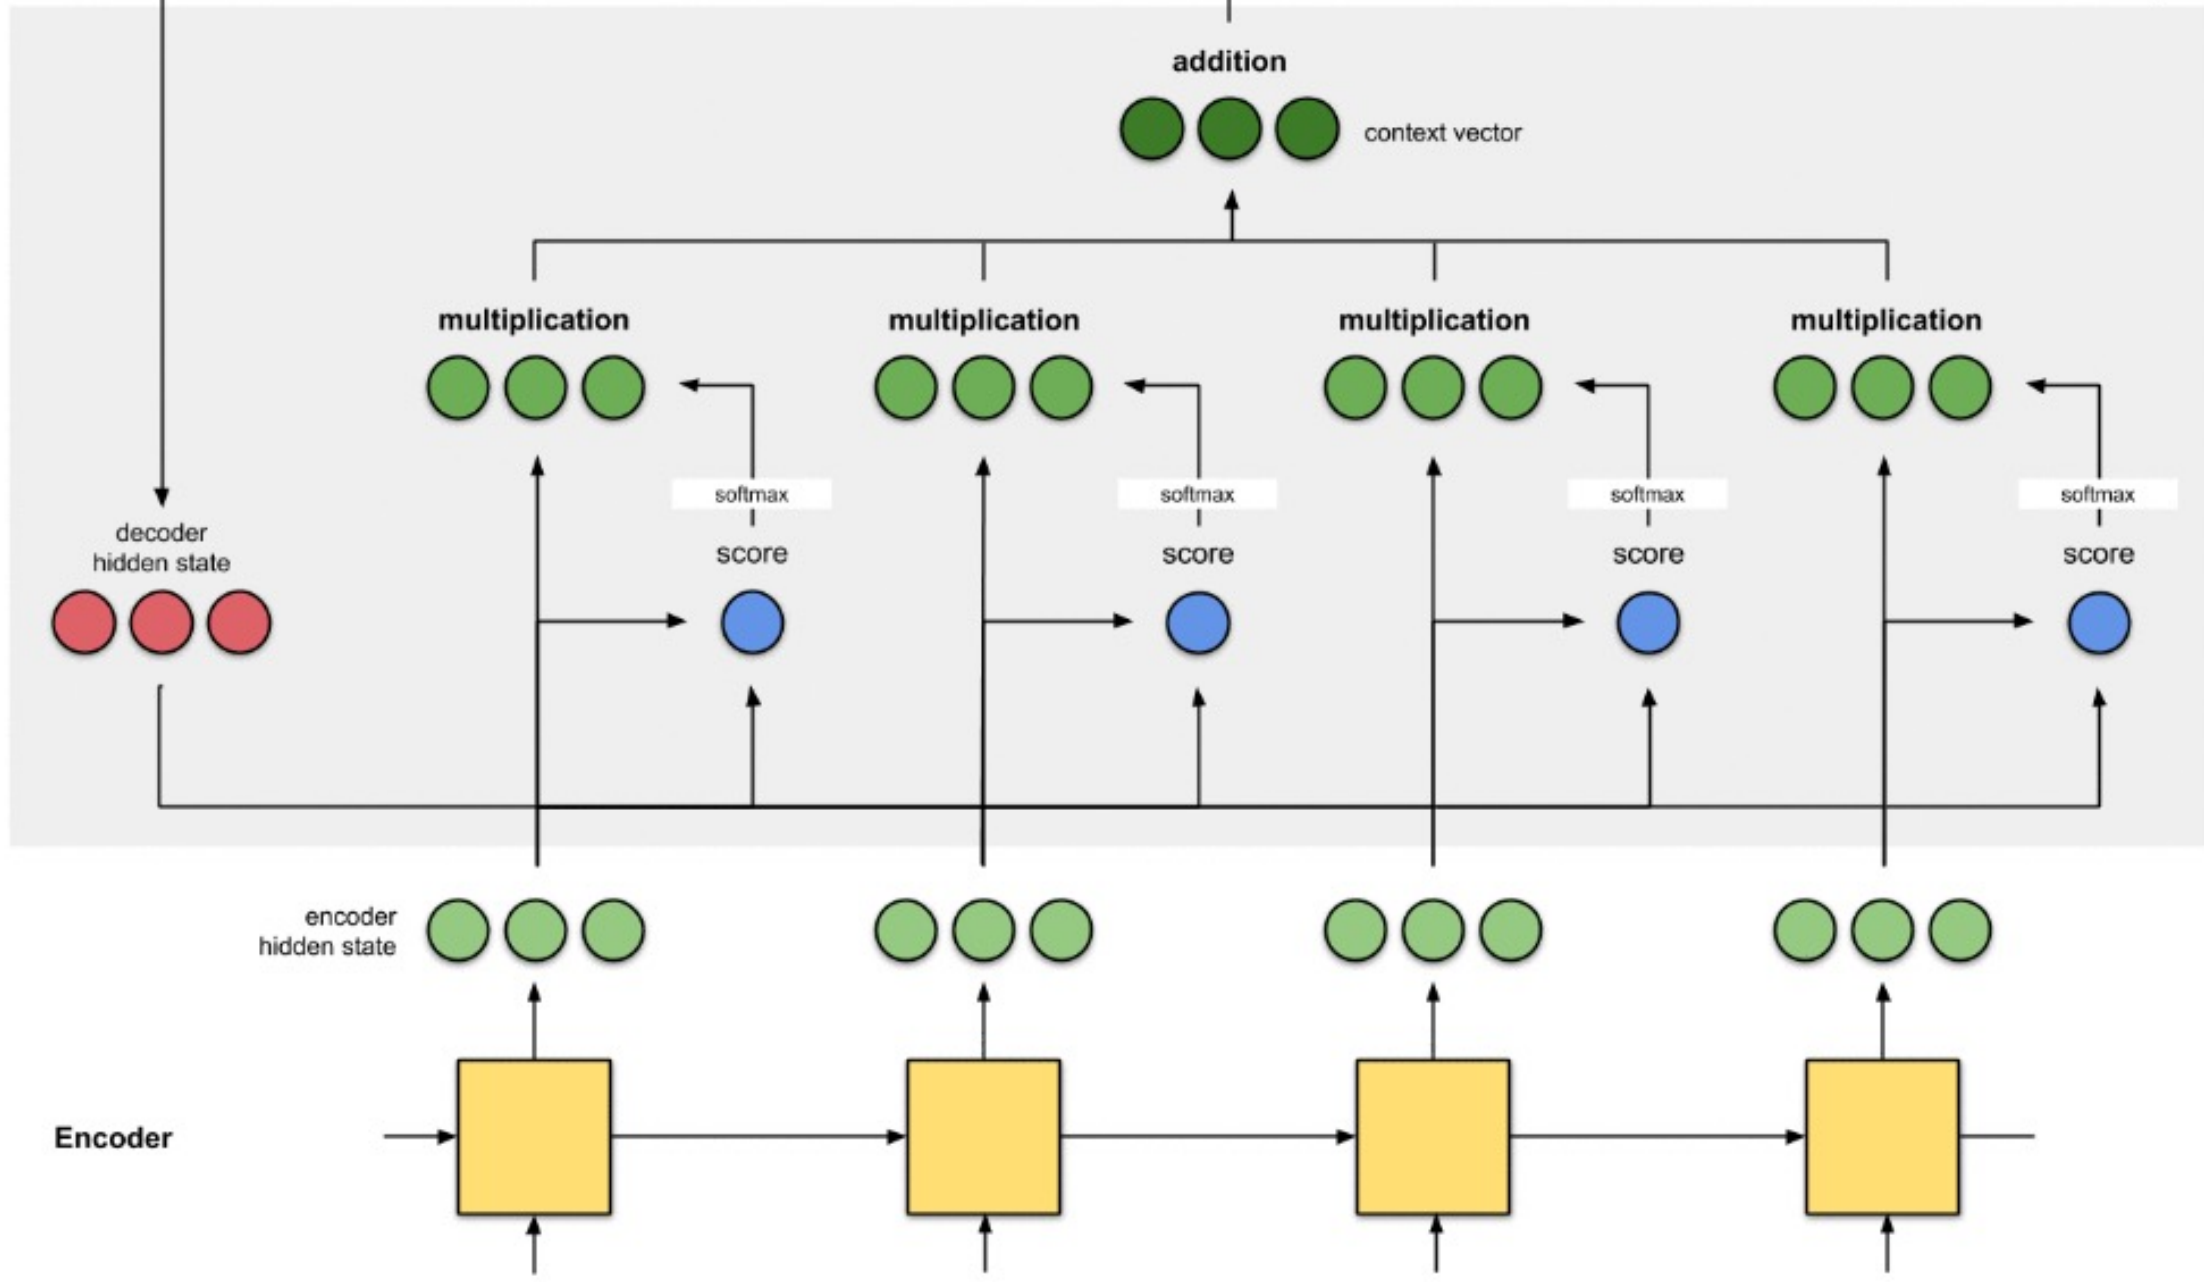 addition
context vector
multiplication multiplication multiplication multiplication
softmax softmax softmax softmax
decoder
hidden state
score score score score
encoder
hidden state
Encoder